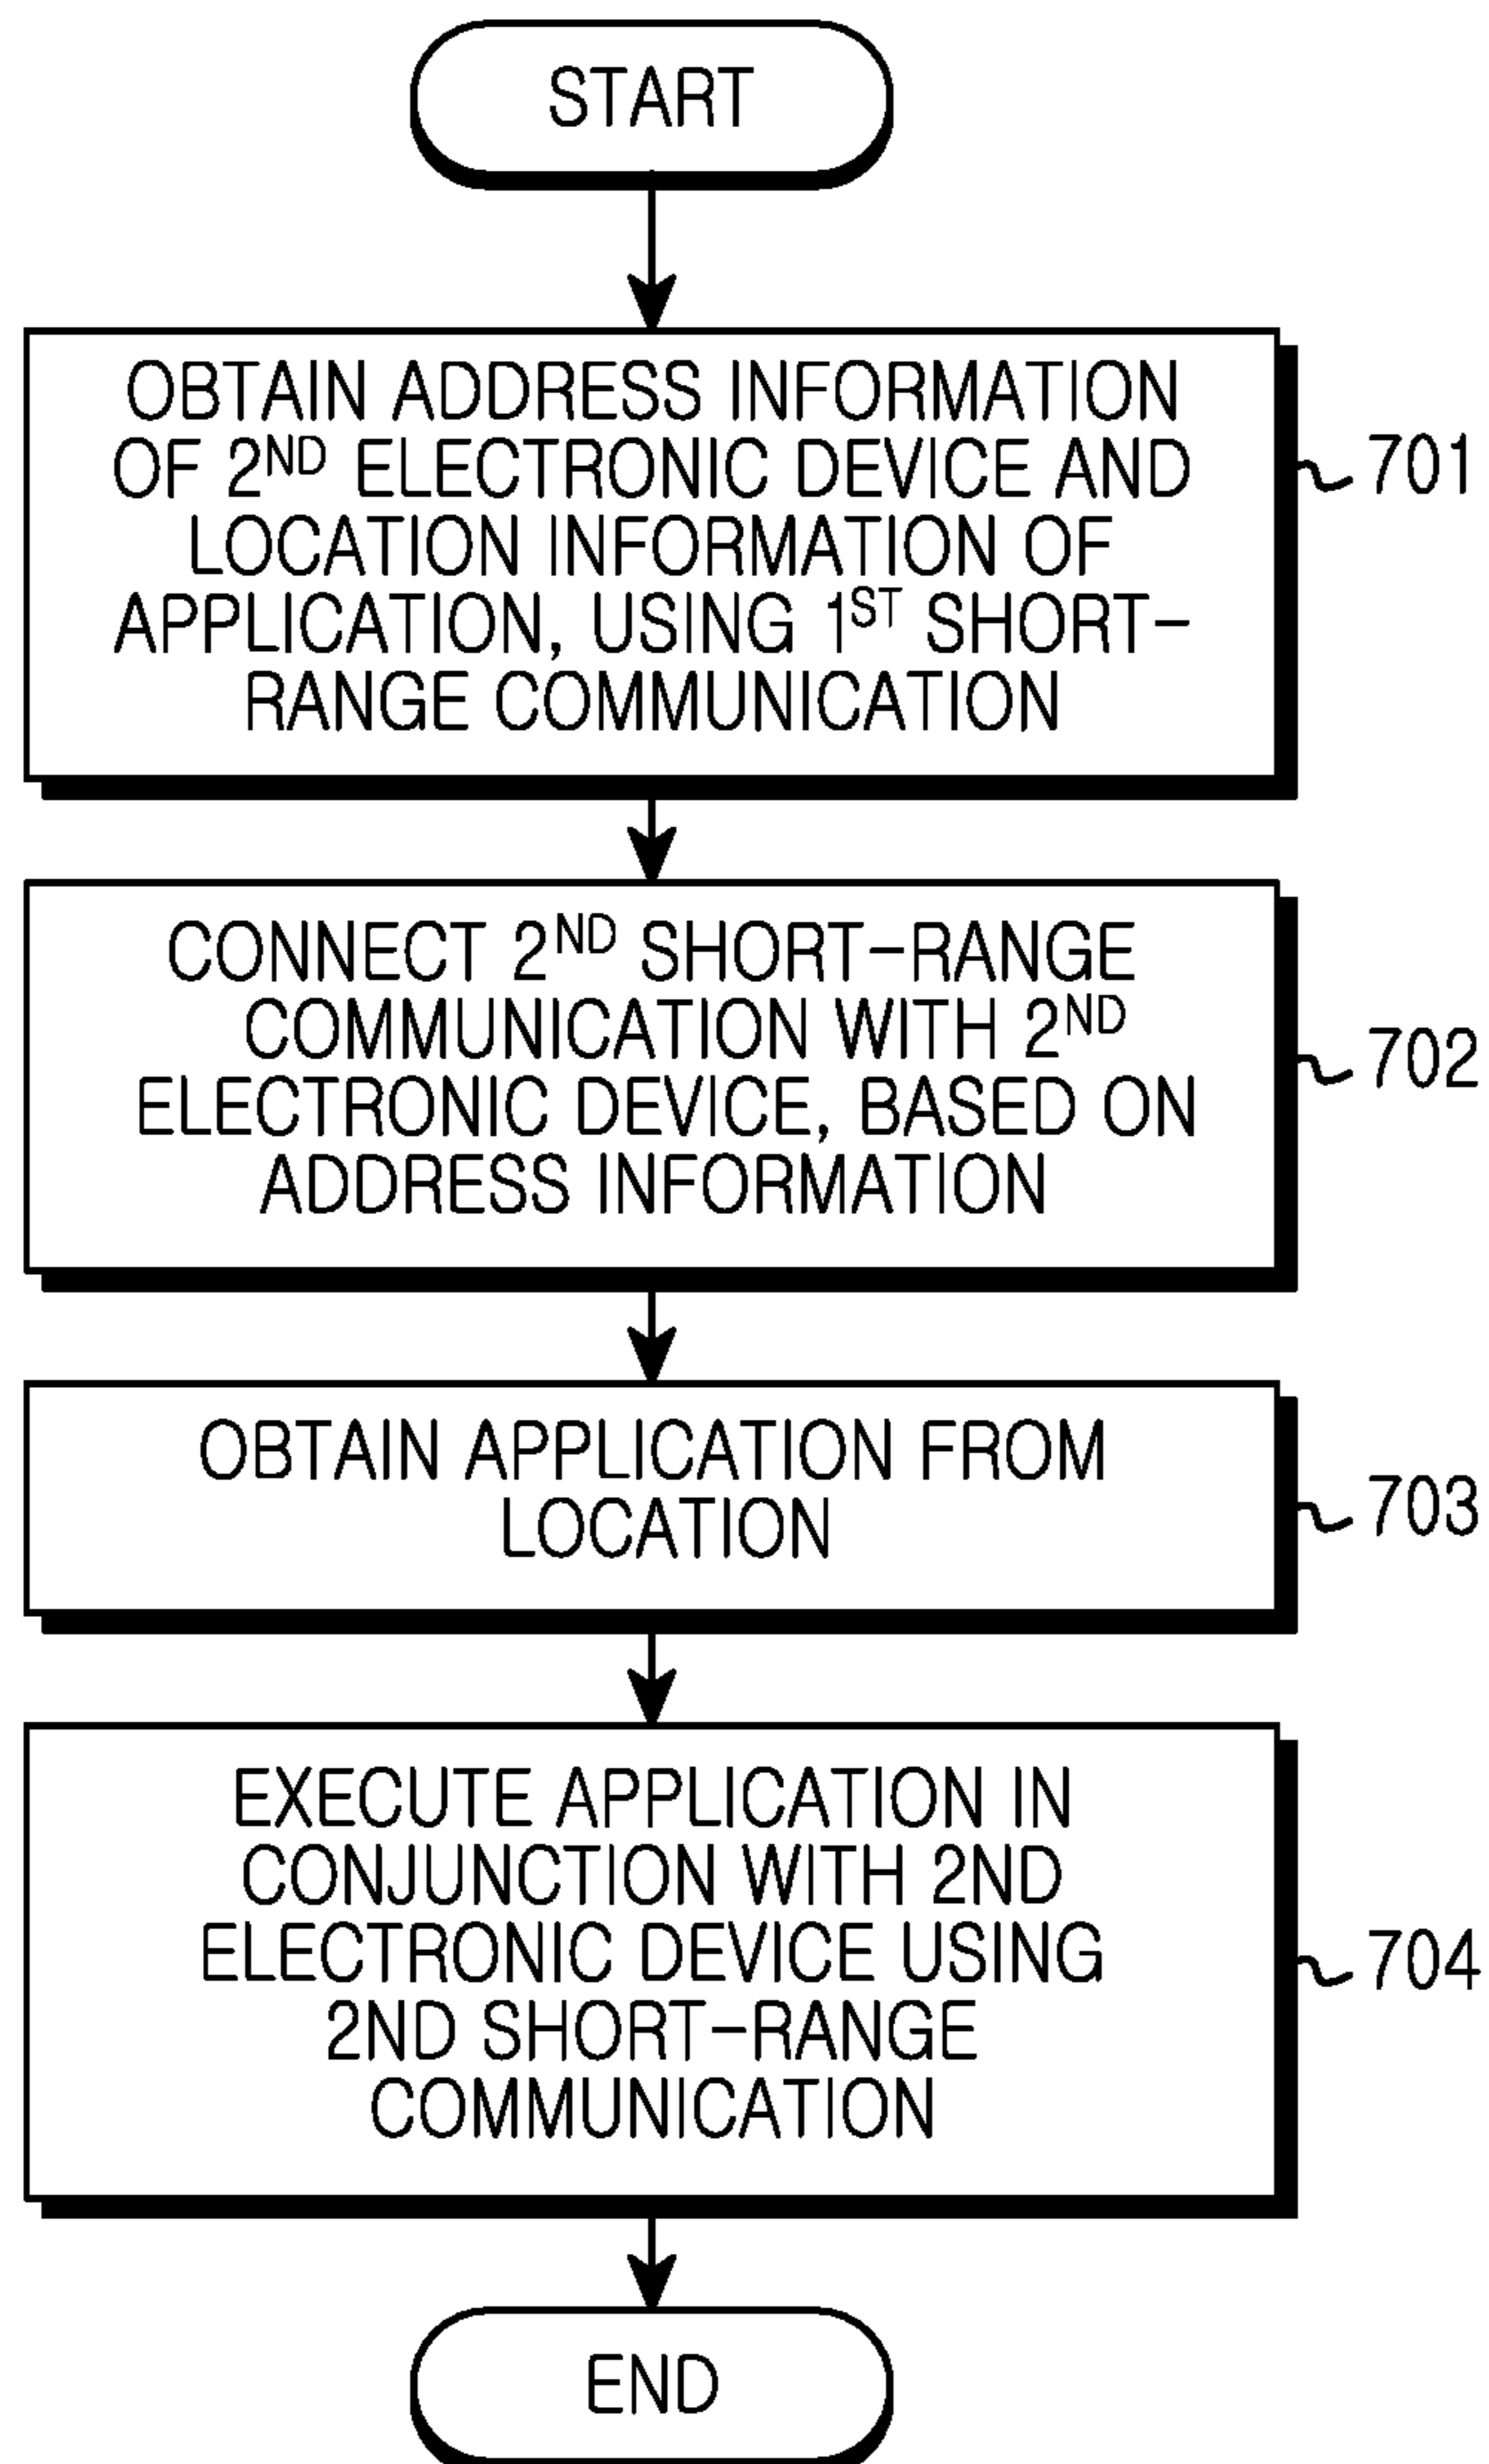 START
OBTAIN ADDRESS INFORMATION
OF 2ND ELECTRONIC DEVICE AND
LOCATION INFORMATION OF
APPLICATION, USING 1ST SHORT-
RANGE COMMUNICATION
701
CONNECT 2ND SHORT-RANGE
COMMUNICATION WITH 2ND
ELECTRONIC DEVICE, BASED ON
ADDRESS INFORMATION
702
OBTAIN APPLICATION FROM
LOCATION
703
EXECUTE APPLICATION IN
CONJUNCTION WITH 2ND
ELECTRONIC DEVICE USING
2ND SHORT-RANGE
COMMUNICATION
704
END